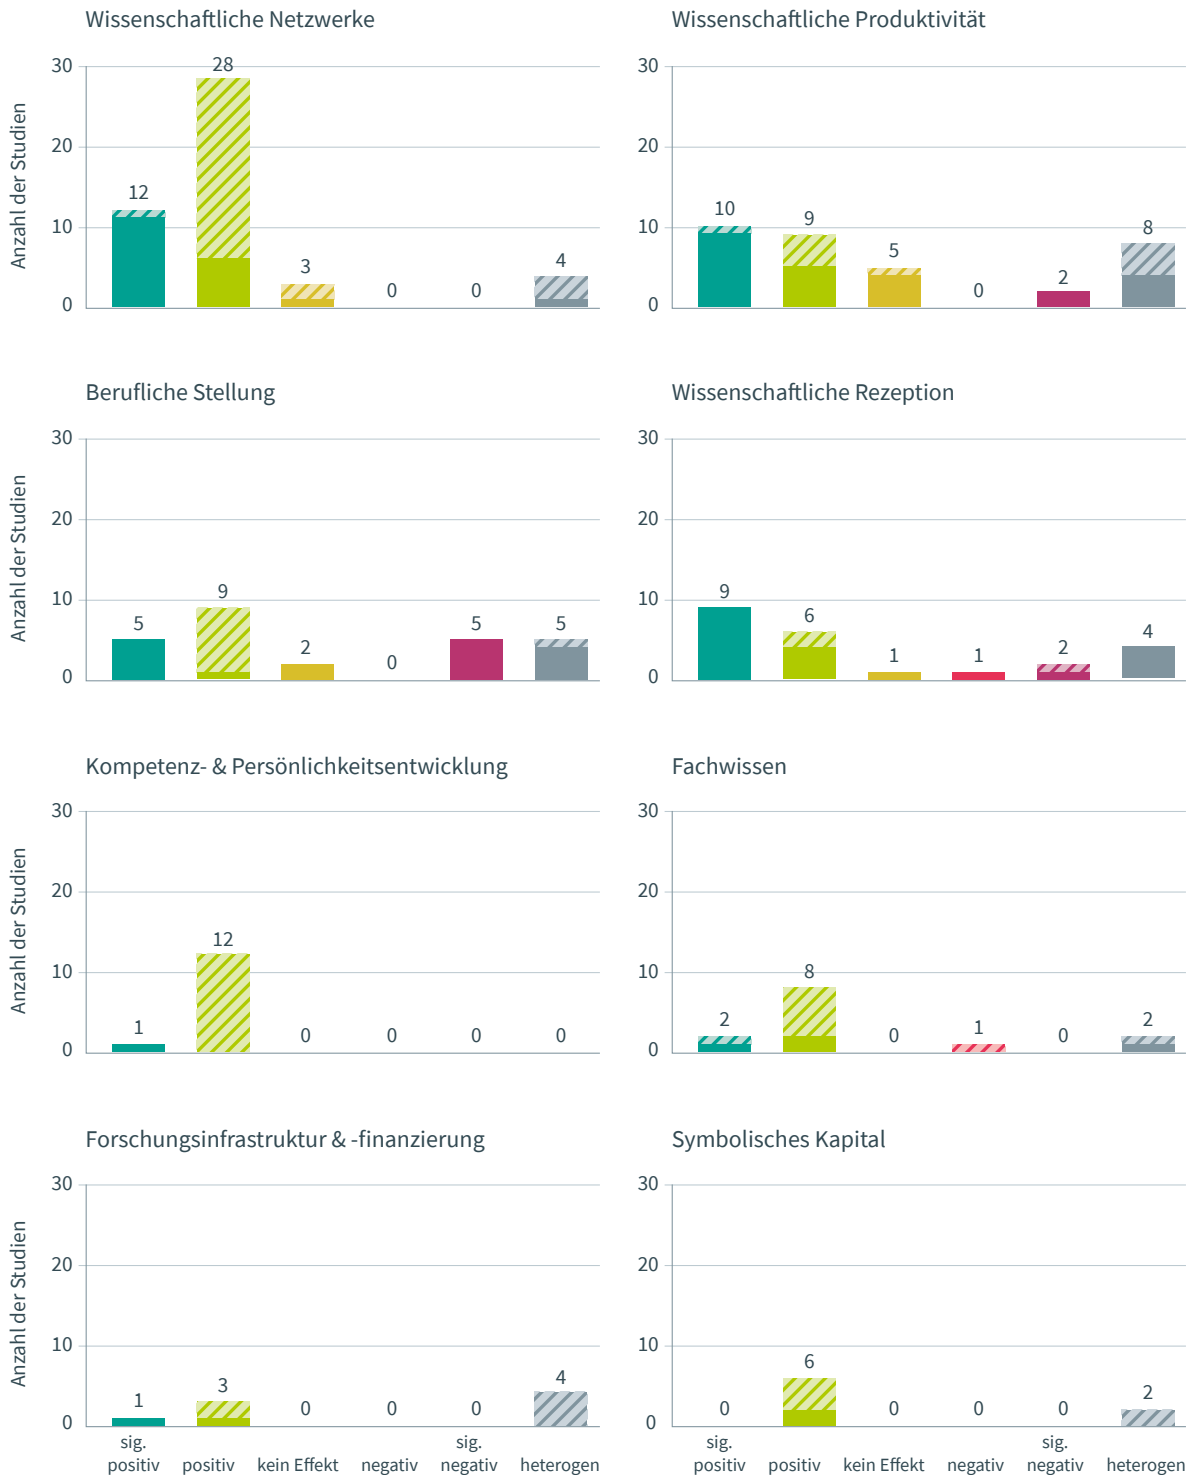 Wissenschaftliche Netzwerke
Anzahl der Studien
30
20
10
0
12
28
3
0
0
4
Wissenschaftliche Produktivität
30
20
10
0
10
9
5
0
2
8
Berufliche Stellung
Anzahl der Studien
30
20
10
0
5
9
2
0
5
5
Wissenschaftliche Rezeption
30
20
10
0
9
6
1
1
2
4
Kompetenz- & Persönlichkeitsentwicklung
Anzahl der Studien
30
20
10
0
1
12
0
0
0
0
Fachwissen
30
20
10
0
2
8
0
1
0
2
Forschungsinfrastruktur & -finanzierung
Anzahl der Studien
30
20
10
0
1
3
0
0
0
4
sig.
positiv
positiv
kein Effekt
negativ
sig.
negativ
heterogen
Symbolisches Kapital
30
20
10
0
0
6
0
0
0
2
sig.
positiv
positiv
kein Effekt
negativ
sig.
negativ
heterogen